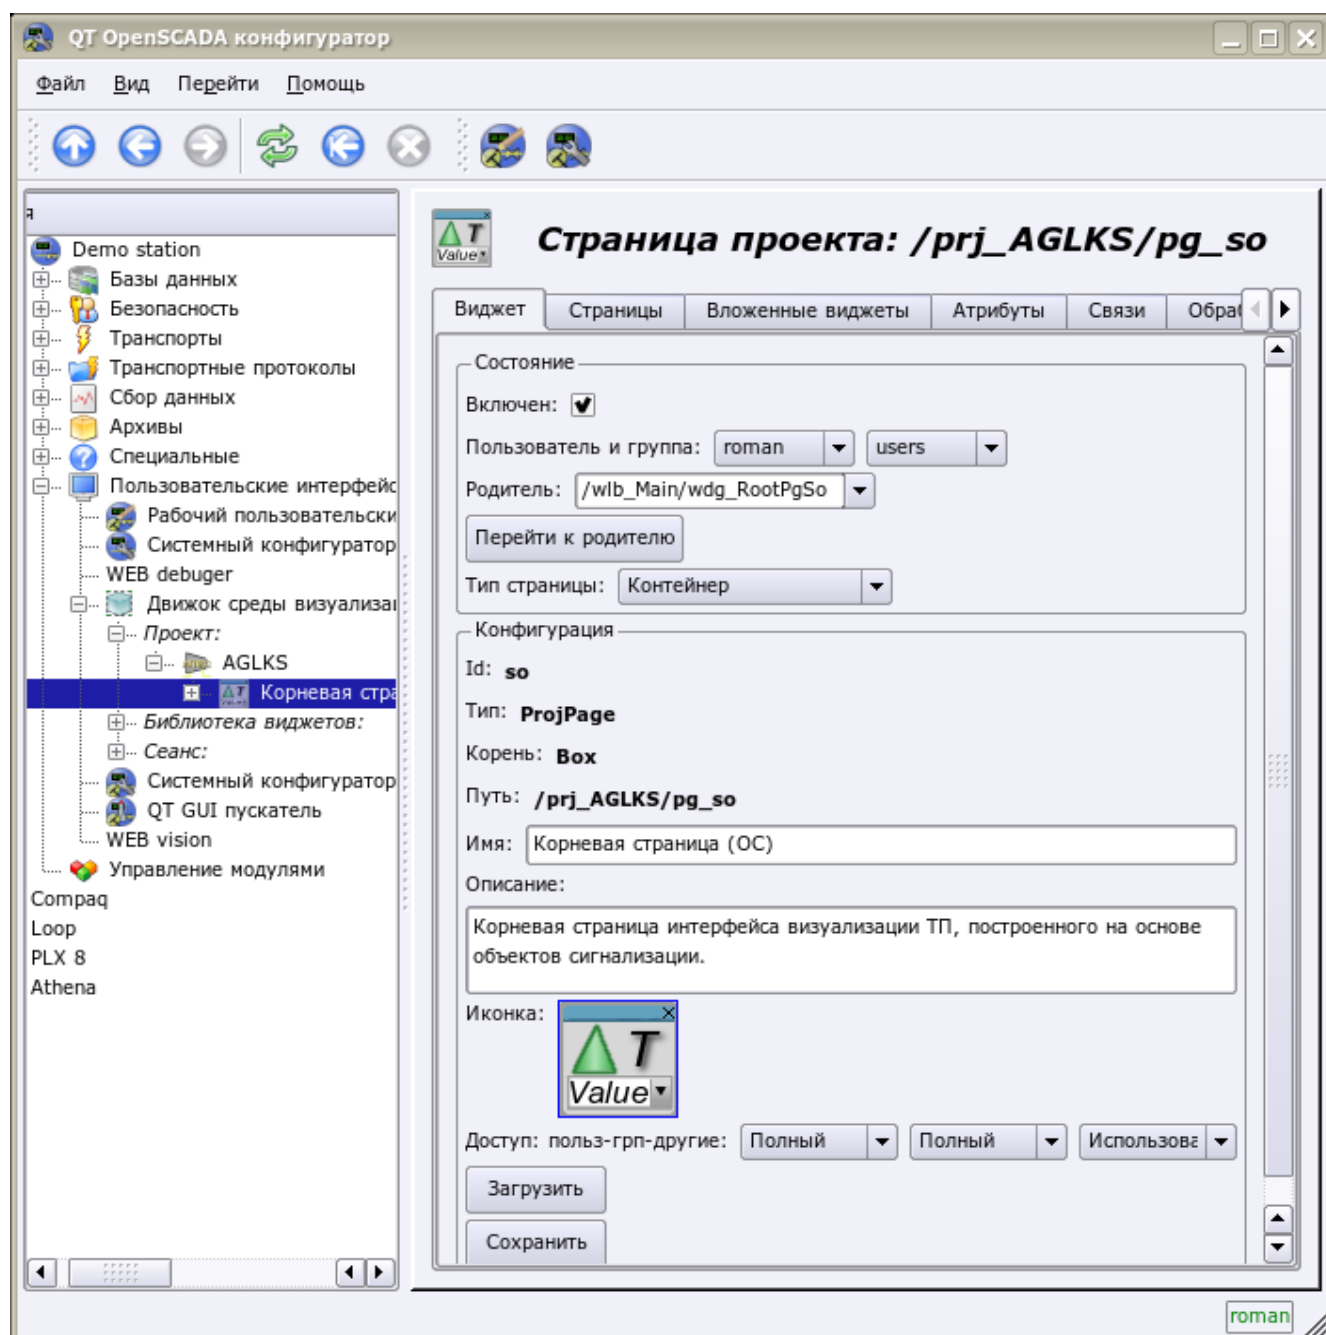 QT OpenSCADA конфигуратор
Файл Вид Перейти Помощь
я
Demo station
Базы данных
Безопасность
Транспорты
Транспортные протоколы
Сбор данных
Архивы
Специальные
Пользовательские интерфейс
Рабочий пользовательски
Системный конфигуратор
WEB debuger
Движок среды визуализа
Проект:
AGLKS
Корневая стра
Библиотека виджетов:
Сеанс:
Системный конфигуратор
QT GUI пускатель
WEB vision
Управление модулями
Compaq
Loop
PLX 8
Athena
Страница проекта: /prj_AGLKS/pg_so
Виджет Страницы Вложенные виджеты Атрибуты Связи Обра
Состояние
Включен:
Пользователь и группа: roman users
Родитель: /wlb_Main/wdg_RootPgSo
Перейти к родителю
Тип страницы: Контейнер
Конфигурация
Id: so
Тип: ProjPage
Корень: Box
Путь: /prj_AGLKS/pg_so
Имя: Корневая страница (ОС)
Описание:
Корневая страница интерфейса визуализации ТП, построенного на основе
объектов сигнализации.
Иконка:
T
Value
Доступ: польз-грп-другие: Полный Полный Использова
Загрузить
Сохранить
roman